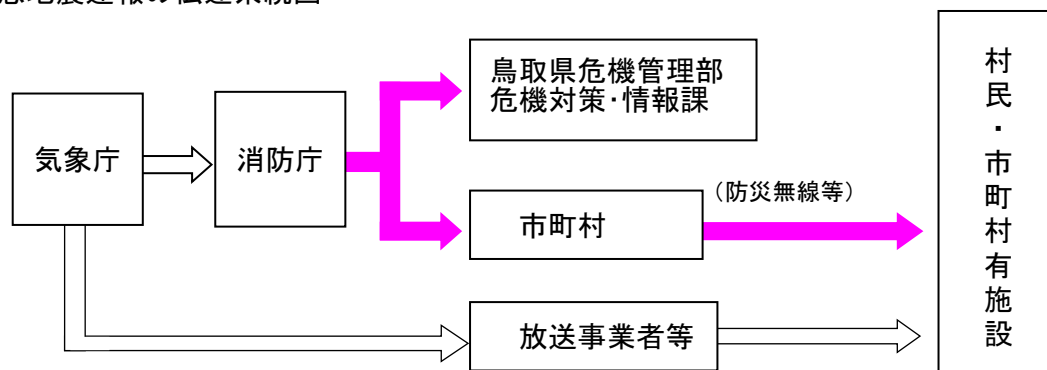 急地震速報の伝達系統図
鳥取県危機管理部
危機対策・情報課
気象庁
消防庁
(防災無線等)
市町村
放送事業者等
村民・市町村有施設